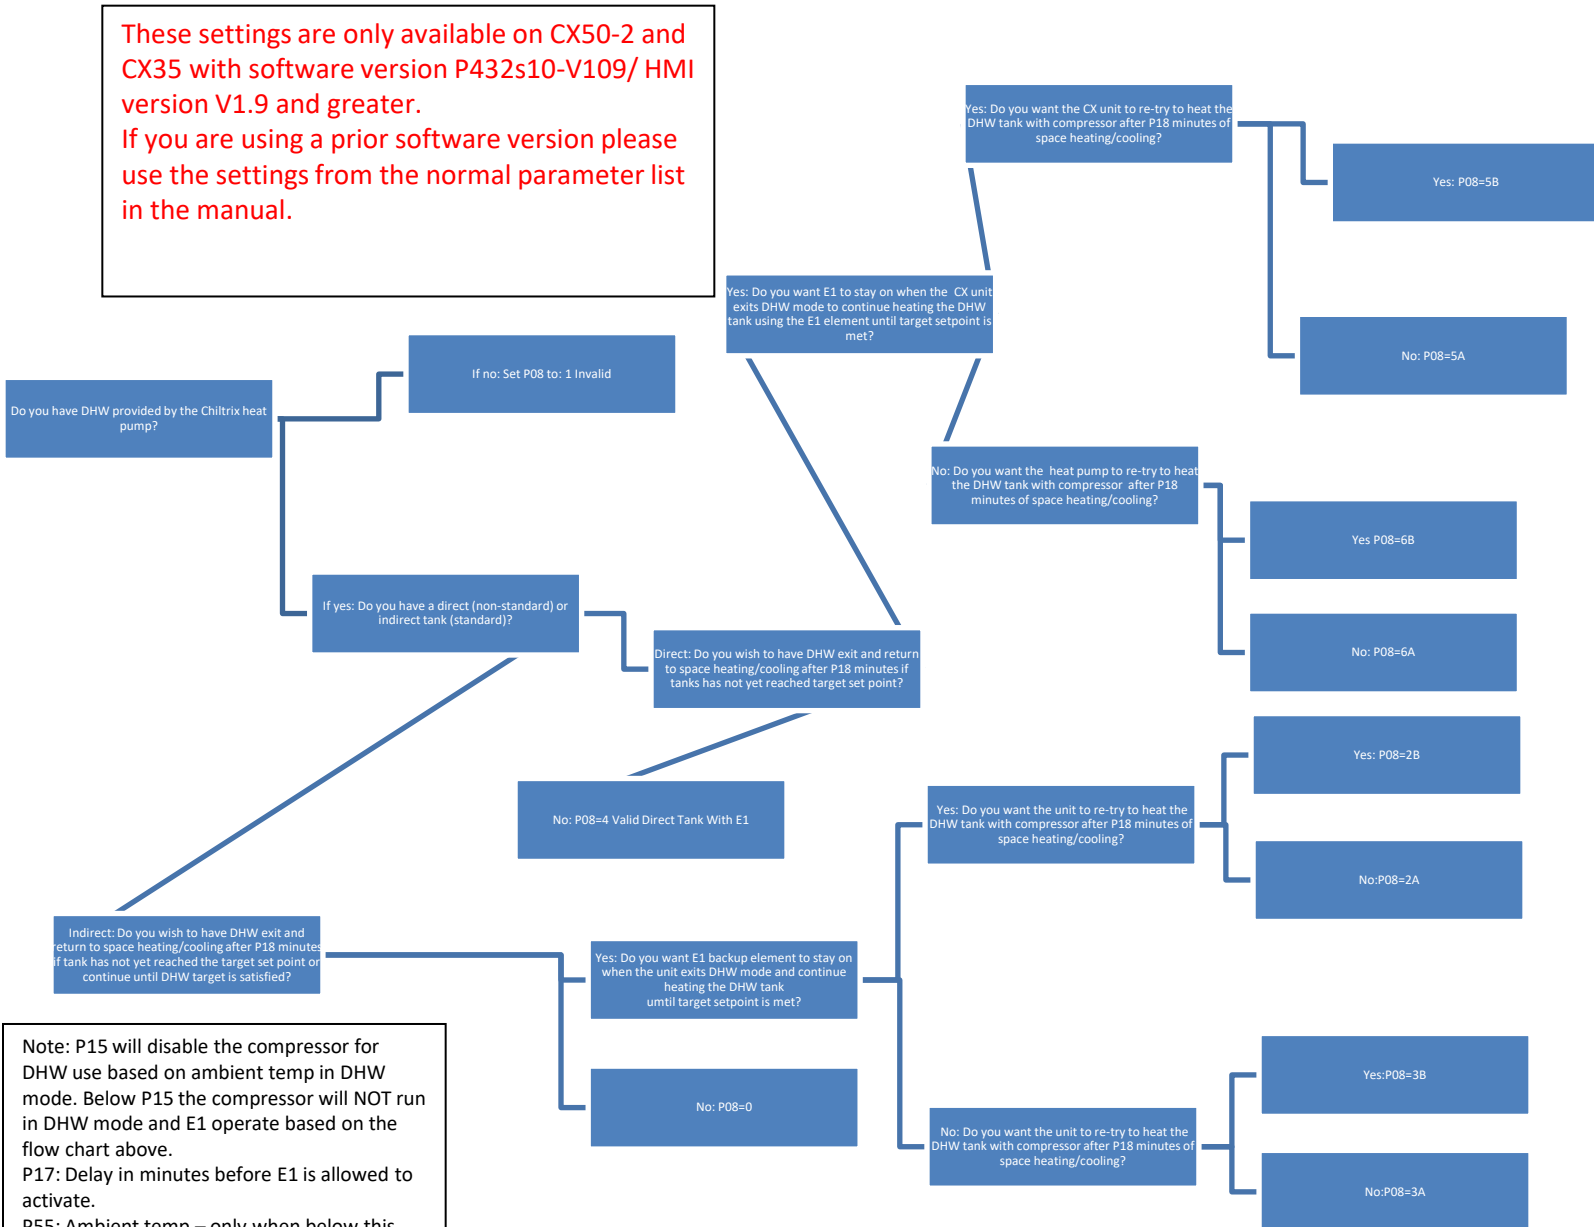 These settings are only available on CX50-2 and
CX35 with software version P432s10-V109/ HMI
version V1.9 and greater.
If you are using a prior software version please
use the settings from the normal parameter list
in the manual.
Yes: Do you want the CX unit to re-try to heat the
DHW tank with compressor after P18 minutes of
space heating/cooling?
Yes: P08=5B
Yes: Do you want E1 to stay on when the CX unit
exits DHW mode to continue heating the DHW
tank using the E1 element until target setpoint is
met?
No: P08=5A
If no: Set P08 to: 1 Invalid
Do you have DHW provided by the Chiltrix heat
pump?
No: Do you want the heat pump to re-try to heat
the DHW tank with compressor after P18
minutes of space heating/cooling?
Yes P08=6B
No: P08=6A
If yes: Do you have a direct (non-standard) or
indirect tank (standard)?
Direct: Do you wish to have DHW exit and return
to space heating/cooling after P18 minutes if
tanks has not yet reached target set point?
No: P08=4 Valid Direct Tank With E1
Yes: P08=2B
Yes: Do you want the unit to re-try to heat the
DHW tank with compressor after P18 minutes of
space heating/cooling?
No:P08=2A
Indirect: Do you wish to have DHW exit and
return to space heating/cooling after P18 minutes
if tank has not yet reached the target set point or
continue until DHW target is satisfied?
Yes: Do you want E1 backup element to stay on
when the unit exits DHW mode and continue
heating the DHW tank
umtil target setpoint is met?
No: P08=0
Yes:P08=3B
No: Do you want the unit to re-try to heat the
DHW tank with compressor after P18 minutes of
space heating/cooling?
No:P08=3A
Note: P15 will disable the compressor for
DHW use based on ambient temp in DHW
mode. Below P15 the compressor will NOT run
in DHW mode and E1 operate based on the
flow chart above.
P17: Delay in minutes before E1 is allowed to
activate.
P55: Ambient temp – only when below this